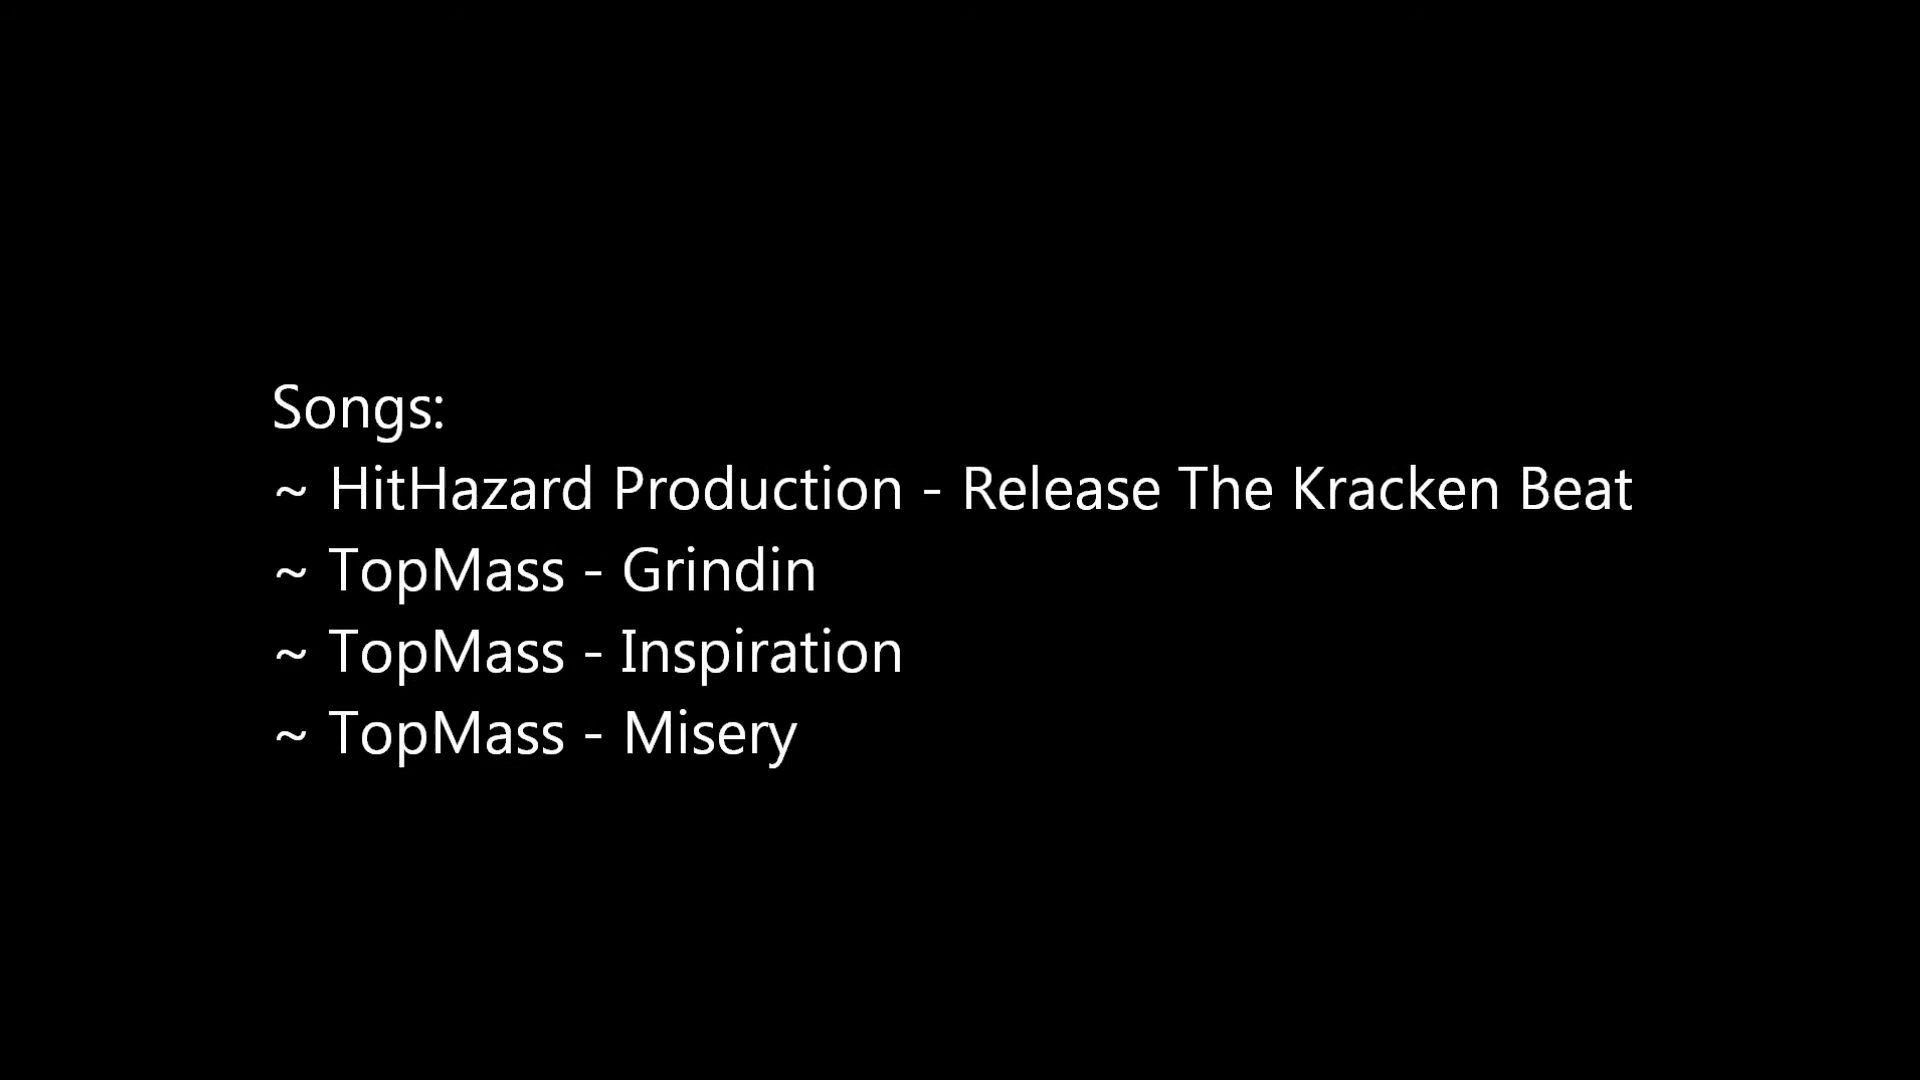 Songs:
~ HitHazard Production - Release The Kracken Beat
~ TopMass - Grindin
~ TopMass - Inspiration
~ TopMass - Misery